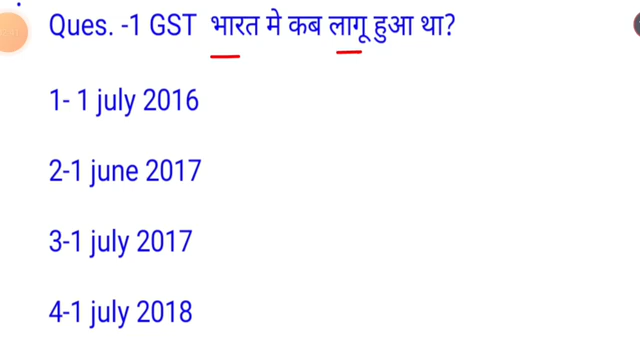 Ques. -1 GST भारत मे कब लागू हुआ था?
1- 1 july 2016
2-1 june 2017
3-1 july 2017
4-1 july 2018